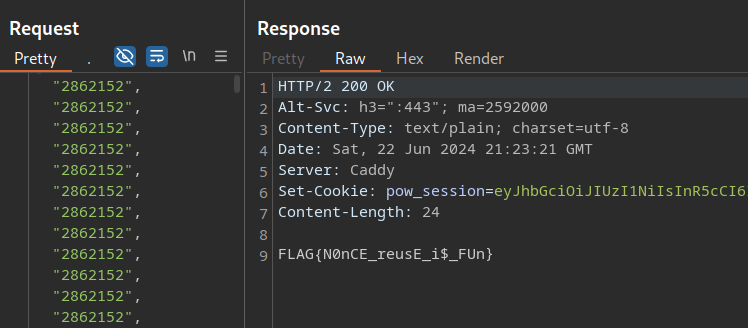 Request
Pretty . \n
"2862152",
"2862152",
"2862152",
"2862152",
"2862152",
"2862152",
"2862152",
"2862152",
"2862152",
"2862152",
"2862152",
"2862152",
Response
Pretty Raw Hex Render
1 HTTP/2 200 OK
2 Alt-Svc: h3=":443"; ma=2592000
3 Content-Type: text/plain; charset=utf-8
4 Date: Sat, 22 Jun 2024 21:23:21 GMT
5 Server: Caddy
6 Set-Cookie: pow_session=eyJhbGciOiJIUzI1NiIsInR5cCI6
7 Content-Length: 24
8
9 FLAG{N0nCE_reusE_i$_FUn}